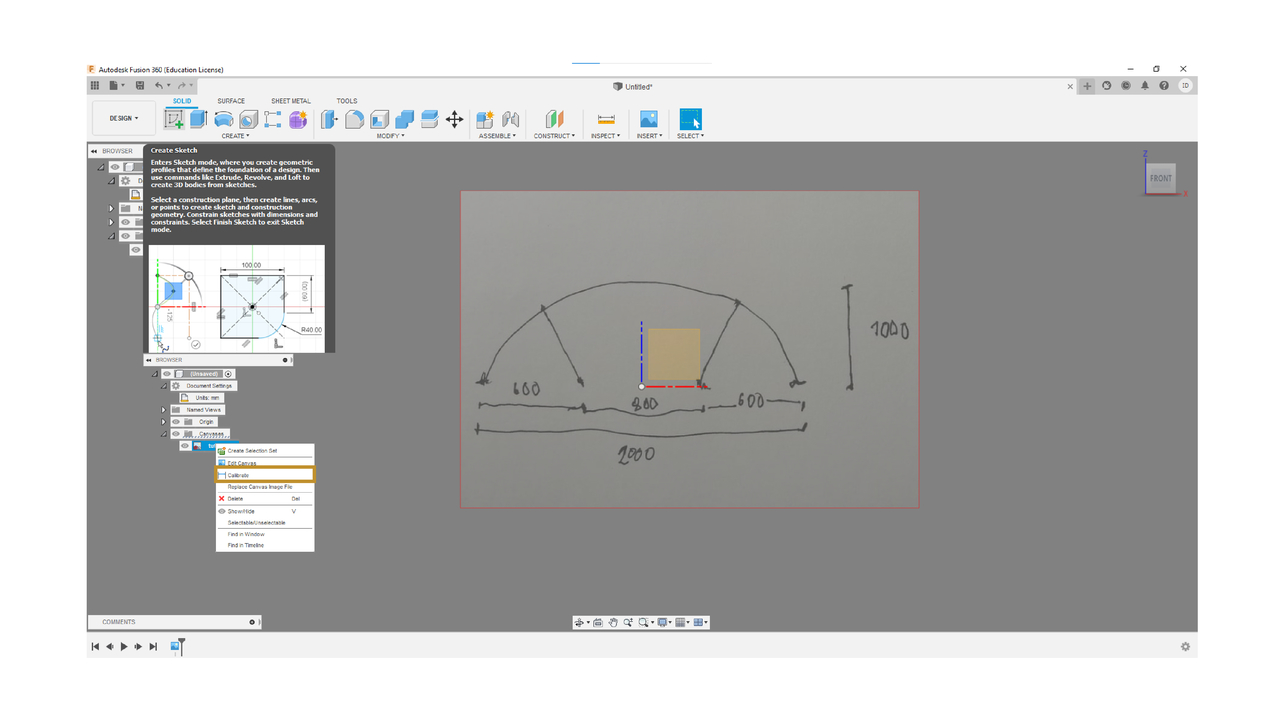 Autodesk Fusion 360 (Education License)
Untitled*
ID
SOLID
SURFACE
SHEET METAL
TOOLS
DESIGN
CREATE
MODIFY
ASSEMBLE
CONSTRUCT
INSPECT
INSERT
SELECT
BROWSER
Create Sketch
Enters Sketch mode, where you create geometric
profiles that define the foundation of a design. Then
use commands like Extrude, Revolve, and Loft to
create 3D bodies from sketches.
Select a construction plane, then create lines, arcs,
or points to create sketch and construction
geometry. Constrain sketches with dimensions and
constraints. Select Finish Sketch to exit Sketch
mode.
100.00
(60.00)
R40.00
-125
BROWSER
(Unsaved)
Document Settings
Units: mm
Named Views
Origin
Canvases
Create Selection Set
Edit Canvas
Calibrate
Replace Canvas Image File
Delete Del
Show/Hide V
Selectable/Unselectable
Find in Window
Find in Timeline
Z
FRONT
X
1000
600
800
600
2000
COMMENTS